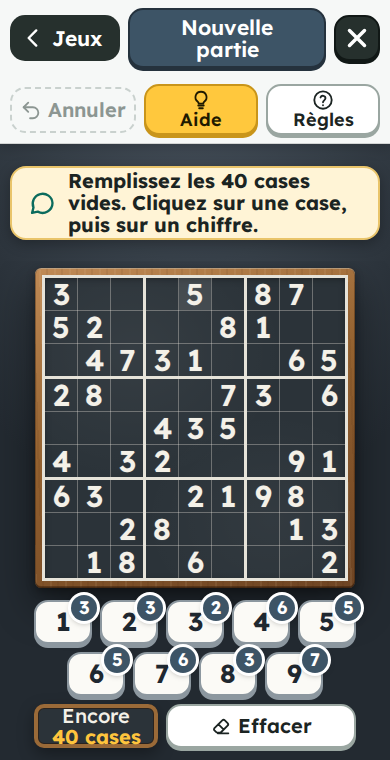 Jeux
Nouvelle
partie
Annuler
Aide
Règles
Remplissez les 40 cases
vides. Cliquez sur une case,
puis sur un chiffre.
3 5 8 7
5 2 8 1
4 7 3 1 6 5
2 8 7 3 6
4 3 5
4 3 2 9 1
6 3 2 1 9 8
2 8 1 3
1 8 6 2
1 3 2 3 3 2 4 6 5 5
6 5 7 6 8 3 9 7
Encore
40 cases
Effacer